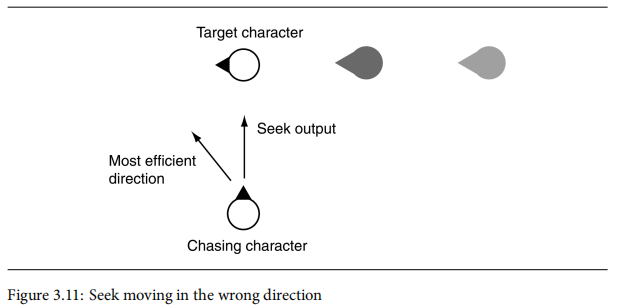 Target character
Seek output
Most efficient
direction
Chasing character
Figure 3.11: Seek moving in the wrong direction